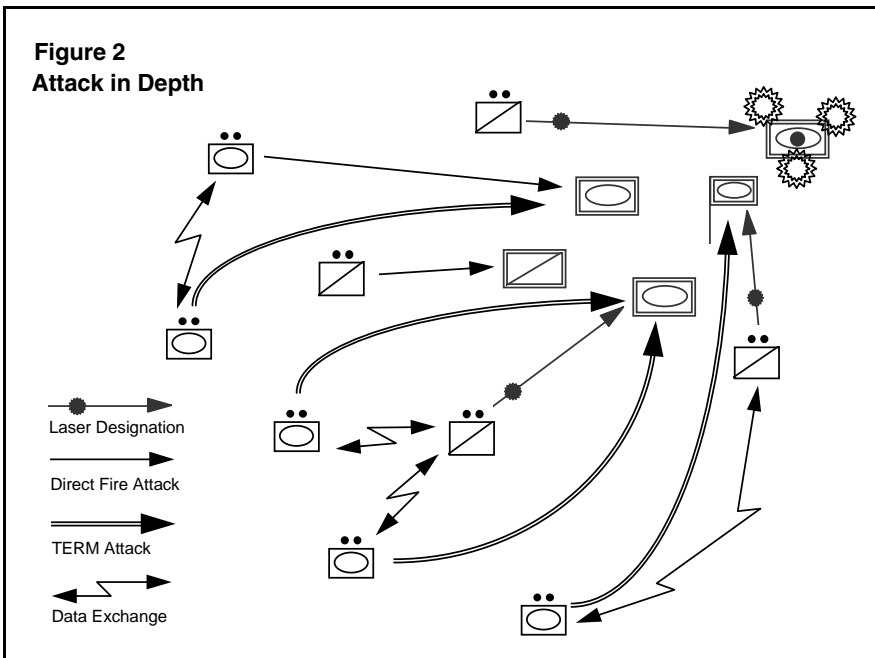 Figure 2
Attack in Depth
Laser Designation
Direct Fire Attack
TERM Attack
Data Exchange